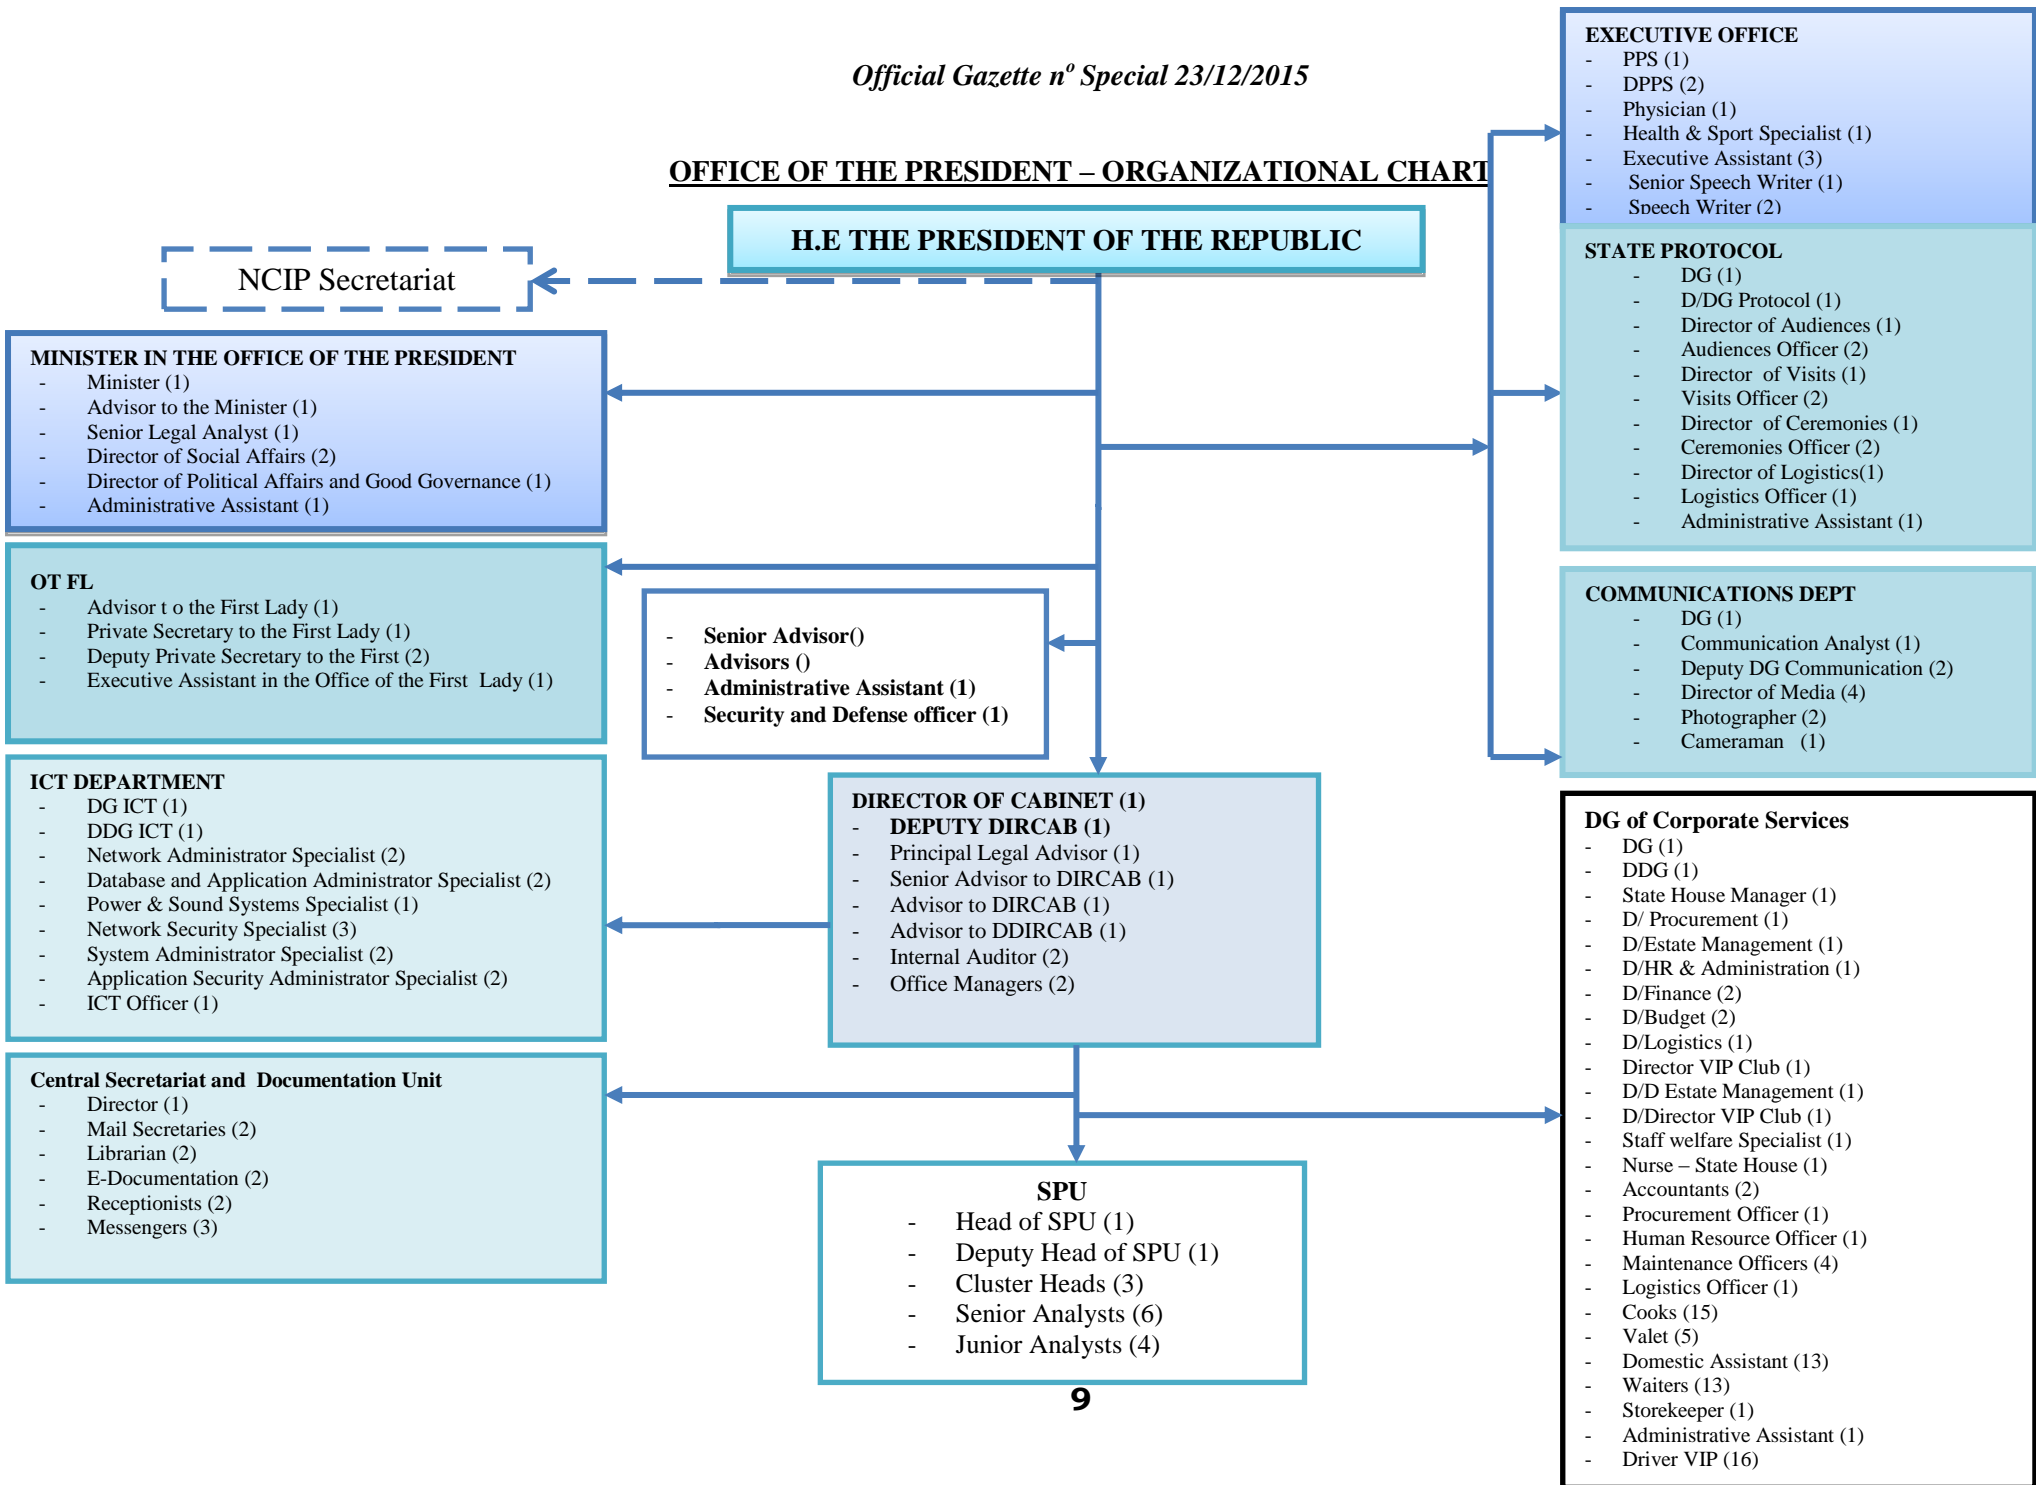 Official Gazette nº Special 23/12/2015
OFFICE OF THE PRESIDENT – ORGANIZATIONAL CHART
H.E THE PRESIDENT OF THE REPUBLIC
NCIP Secretariat
MINISTER IN THE OFFICE OF THE PRESIDENT
- Minister (1)
- Advisor to the Minister (1)
- Senior Legal Analyst (1)
- Director of Social Affairs (2)
- Director of Political Affairs and Good Governance (1)
- Administrative Assistant (1)
OT FL
- Advisor t o the First Lady (1)
- Private Secretary to the First Lady (1)
- Deputy Private Secretary to the First (2)
- Executive Assistant in the Office of the First Lady (1)
- Senior Advisor()
- Advisors ()
- Administrative Assistant (1)
- Security and Defense officer (1)
ICT DEPARTMENT
- DG ICT (1)
- DDG ICT (1)
- Network Administrator Specialist (2)
- Database and Application Administrator Specialist (2)
- Power & Sound Systems Specialist (1)
- Network Security Specialist (3)
- System Administrator Specialist (2)
- Application Security Administrator Specialist (2)
- ICT Officer (1)
DIRECTOR OF CABINET (1)
- DEPUTY DIRCAB (1)
- Principal Legal Advisor (1)
- Senior Advisor to DIRCAB (1)
- Advisor to DIRCAB (1)
- Advisor to DDIRCAB (1)
- Internal Auditor (2)
- Office Managers (2)
Central Secretariat and Documentation Unit
- Director (1)
- Mail Secretaries (2)
- Librarian (2)
- E-Documentation (2)
- Receptionists (2)
- Messengers (3)
SPU
- Head of SPU (1)
- Deputy Head of SPU (1)
- Cluster Heads (3)
- Senior Analysts (6)
- Junior Analysts (4)
EXECUTIVE OFFICE
- PPS (1)
- DPPS (2)
- Physician (1)
- Health & Sport Specialist (1)
- Executive Assistant (3)
- Senior Speech Writer (1)
- Speech Writer (2)
STATE PROTOCOL
- DG (1)
- D/DG Protocol (1)
- Director of Audiences (1)
- Audiences Officer (2)
- Director of Visits (1)
- Visits Officer (2)
- Director of Ceremonies (1)
- Ceremonies Officer (2)
- Director of Logistics(1)
- Logistics Officer (1)
- Administrative Assistant (1)
COMMUNICATIONS DEPT
- DG (1)
- Communication Analyst (1)
- Deputy DG Communication (2)
- Director of Media (4)
- Photographer (2)
- Cameraman (1)
DG of Corporate Services
- DG (1)
- DDG (1)
- State House Manager (1)
- D/ Procurement (1)
- D/Estate Management (1)
- D/HR & Administration (1)
- D/Finance (2)
- D/Budget (2)
- D/Logistics (1)
- Director VIP Club (1)
- D/D Estate Management (1)
- D/Director VIP Club (1)
- Staff welfare Specialist (1)
- Nurse – State House (1)
- Accountants (2)
- Procurement Officer (1)
- Human Resource Officer (1)
- Maintenance Officers (4)
- Logistics Officer (1)
- Cooks (15)
- Valet (5)
- Domestic Assistant (13)
- Waiters (13)
- Storekeeper (1)
- Administrative Assistant (1)
- Driver VIP (16)
9